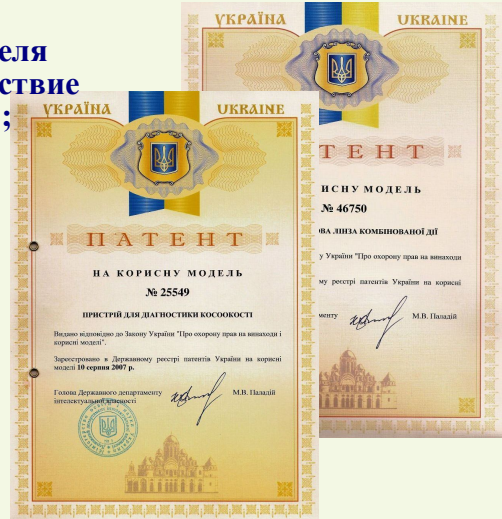 еля
ствие
;
УКРАЇНА UKRAINE
ПАТЕНТ
НА КОРИСНУ МОДЕЛЬ
№ 25549
ПРИСТРІЙ ДЛЯ ДІАГНОСТИКИ КОСООКОСТІ
Видано відповідно до Закону України "Про охорону прав на винаходи і
корисні моделі".
Зареєстровано в Державному реєстрі патентів України на корисні
моделі 10 серпня 2007 р.
Голова Державного департаменту
інтелектуальної власності М.В. Паладій
УКРАЇНА UKRAINE
ТЕНТ
ИСНУ МОДЕЛЬ
№ 46750
ОВА ЛІНЗА КОМБІНОВАНОЇ ДІЇ
у України "Про охорону прав на винаходи
му реєстрі патентів України на корисні
менту М.В. Паладій